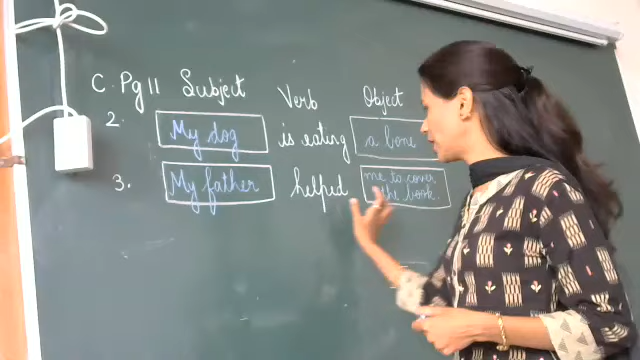 C. Pg 11 Subject Verb Object
2. My dog is eating a bone
3. My father helped me to cover
the book.